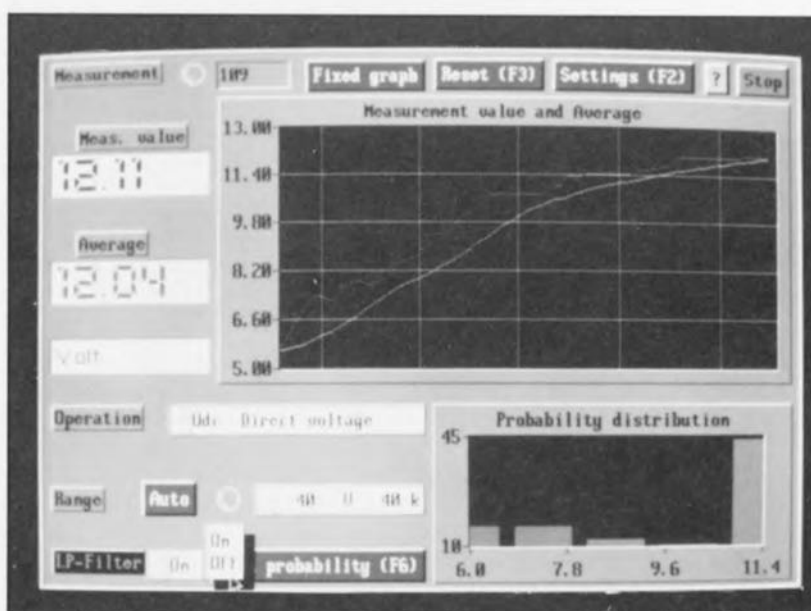 Measurement 109 Fixed graph Reset (F3) Settings (F2) ? Stop
Measurement value and Average
Meas. value
12.11
Average
12.04
Volt
13.00
11.40
9.80
8.20
6.60
5.00
Operation Direct voltage
Probability distribution
45
10
6.0 7.8 9.6 11.4
Range Auto 40 40 k
LP-Filter On
On
Off
probability (F6)